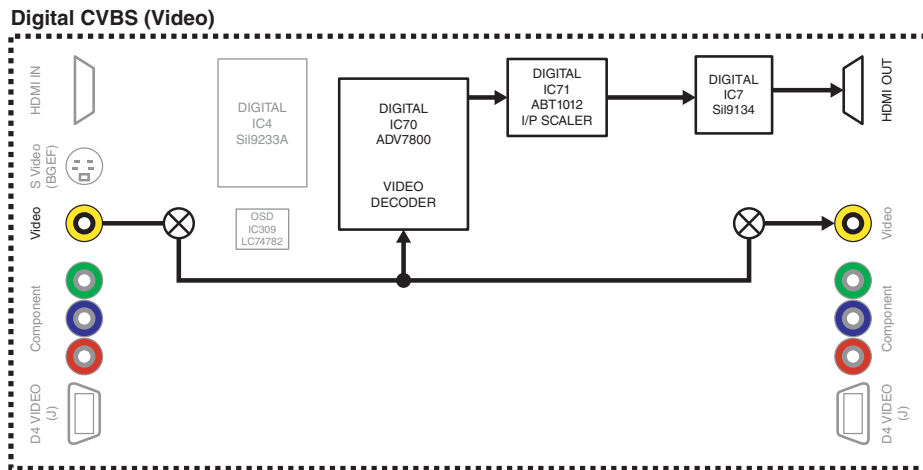 Digital CVBS (Video)
HDMI IN
S Video
(BGEF)
Video
Component
D4 VIDEO
(J)
DIGITAL
IC4
Sil9233A
OSD
IC309
LC74782
DIGITAL
IC70
ADV7800
VIDEO
DECODER
DIGITAL
IC71
ABT1012
I/P SCALER
DIGITAL
IC7
Sil9134
HDMI OUT
Video
Component
D4 VIDEO
(J)